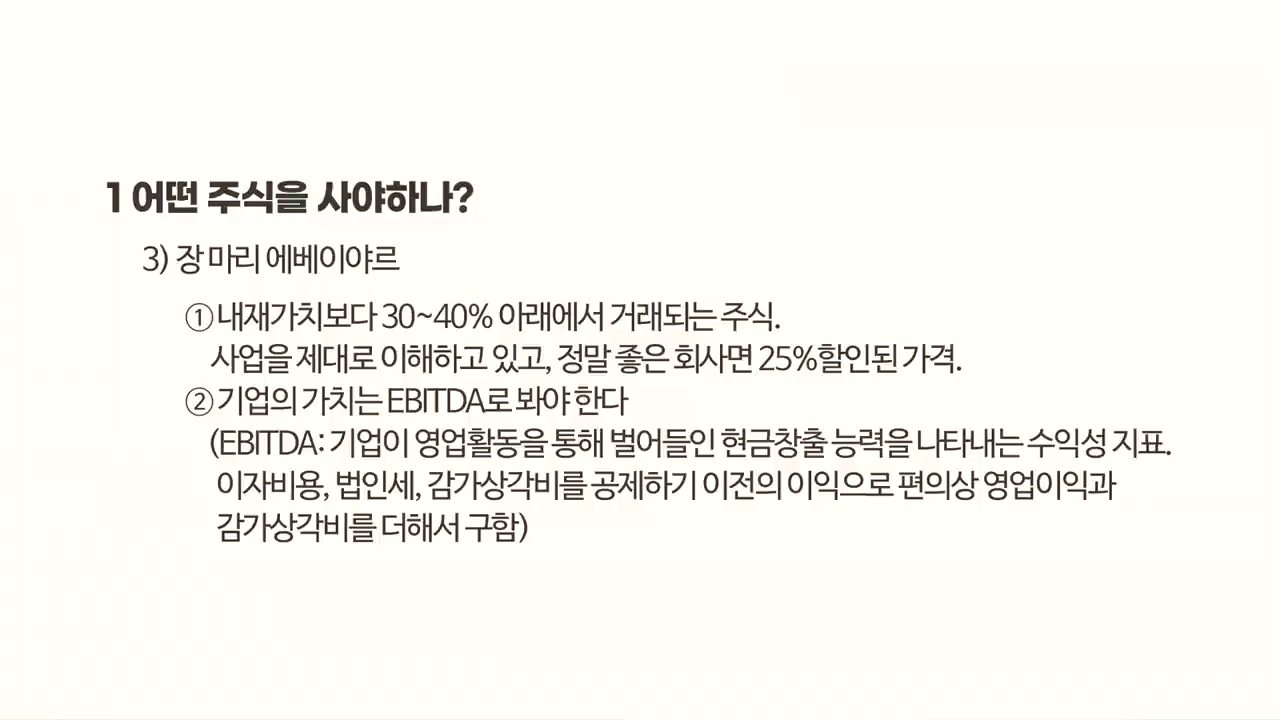 1 어떤 주식을 사야하나?
3) 장 마리 에베이야르
① 내재가치보다 30~40% 아래에서 거래되는 주식.
사업을 제대로 이해하고 있고, 정말 좋은 회사면 25%할인된 가격.
② 기업의 가치는 EBITDA로 봐야 한다
(EBITDA: 기업이 영업활동을 통해 벌어들인 현금창출 능력을 나타내는 수익성 지표.
이자비용, 법인세, 감가상각비를 공제하기 이전의 이익으로 편의상 영업이익과
감가상각비를 더해서 구함)